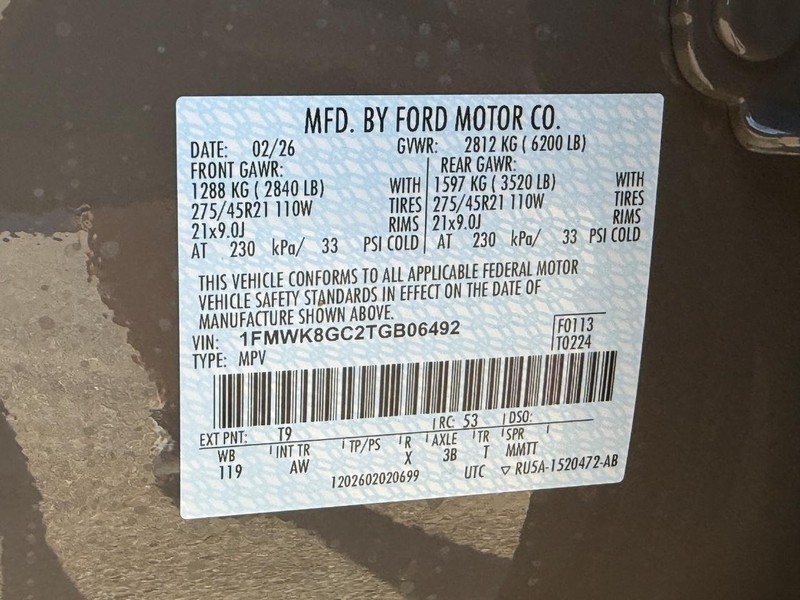 MFD. BY FORD MOTOR CO.
DATE: 02/26 GVWR: 2812 KG ( 6200 LB)
FRONT GAWR: REAR GAWR:
1288 KG ( 2840 LB) WITH 1597 KG ( 3520 LB) WITH
275/45R21 110W TIRES 275/45R21 110W TIRES
21x9.0J RIMS 21x9.0J RIMS
AT 230 kPa/ 33 PSI COLD AT 230 kPa/ 33 PSI COLD
THIS VEHICLE CONFORMS TO ALL APPLICABLE FEDERAL MOTOR
VEHICLE SAFETY STANDARDS IN EFFECT ON THE DATE OF
MANUFACTURE SHOWN ABOVE.
VIN: 1FMWK8GC2TGB06492 F0113
TYPE: MPV T0224
EXT PNT: T9 RC: 53 DSO:
WB INT TR TP/PS R AXLE TR SPR
119 AW X 3B T MMTT
1202602020699 UTC ▽ RU5A-1520472-AB